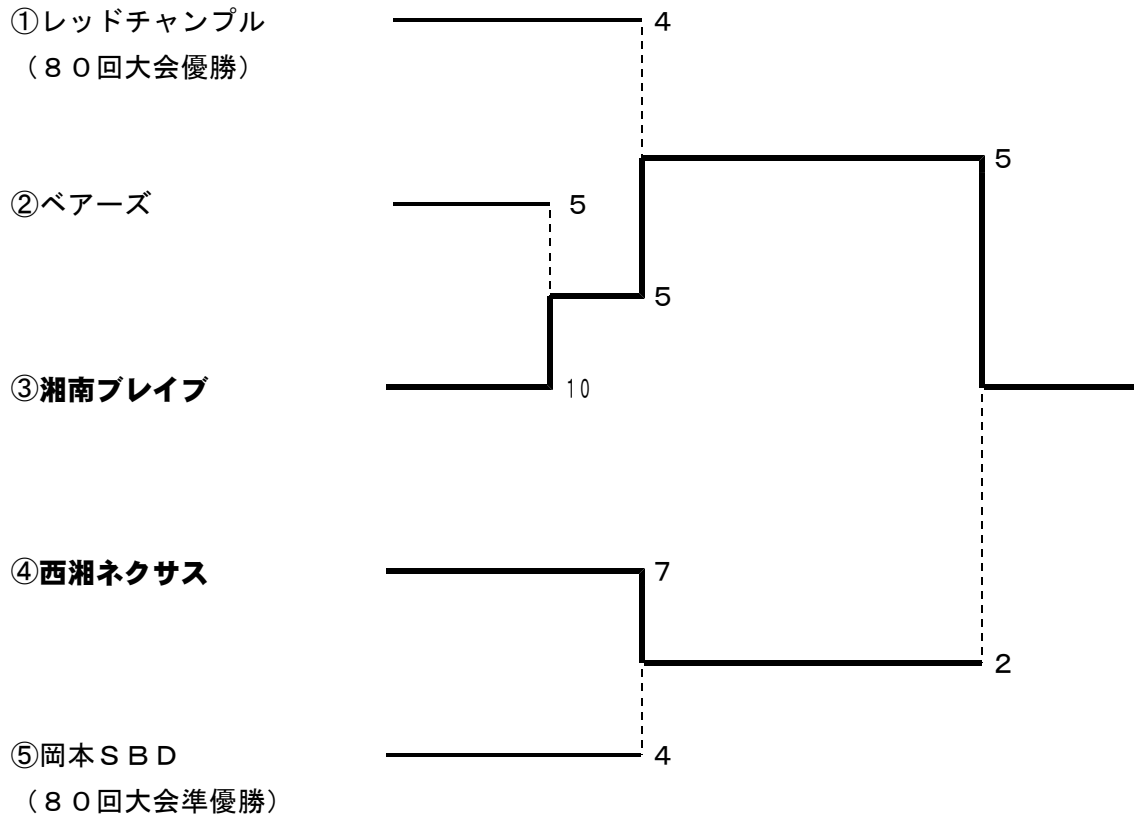 ①レッドチャンプル
4
（８０回大会優勝）
5
②ベアーズ
5
5
③湘南ブレイブ
10
④西湘ネクサス
7
2
⑤岡本ＳＢＤ
4
（８０回大会準優勝）